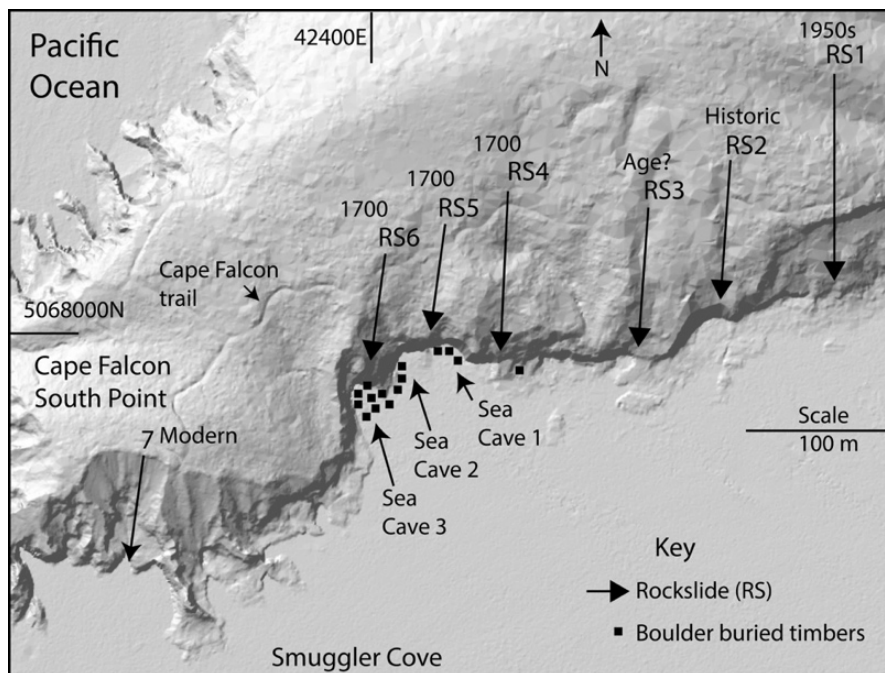 Pacific
Ocean
42400E
N
1950s
RS1
Historic
RS2
Age?
RS3
1700
RS4
1700
RS5
1700
RS6
Cape Falcon
trail
5068000N
Cape Falcon
South Point
7 Modern
Sea
Cave 1
Sea
Cave 2
Sea
Cave 3
Scale
100 m
Key
Rockslide (RS)
Boulder buried timbers
Smuggler Cove